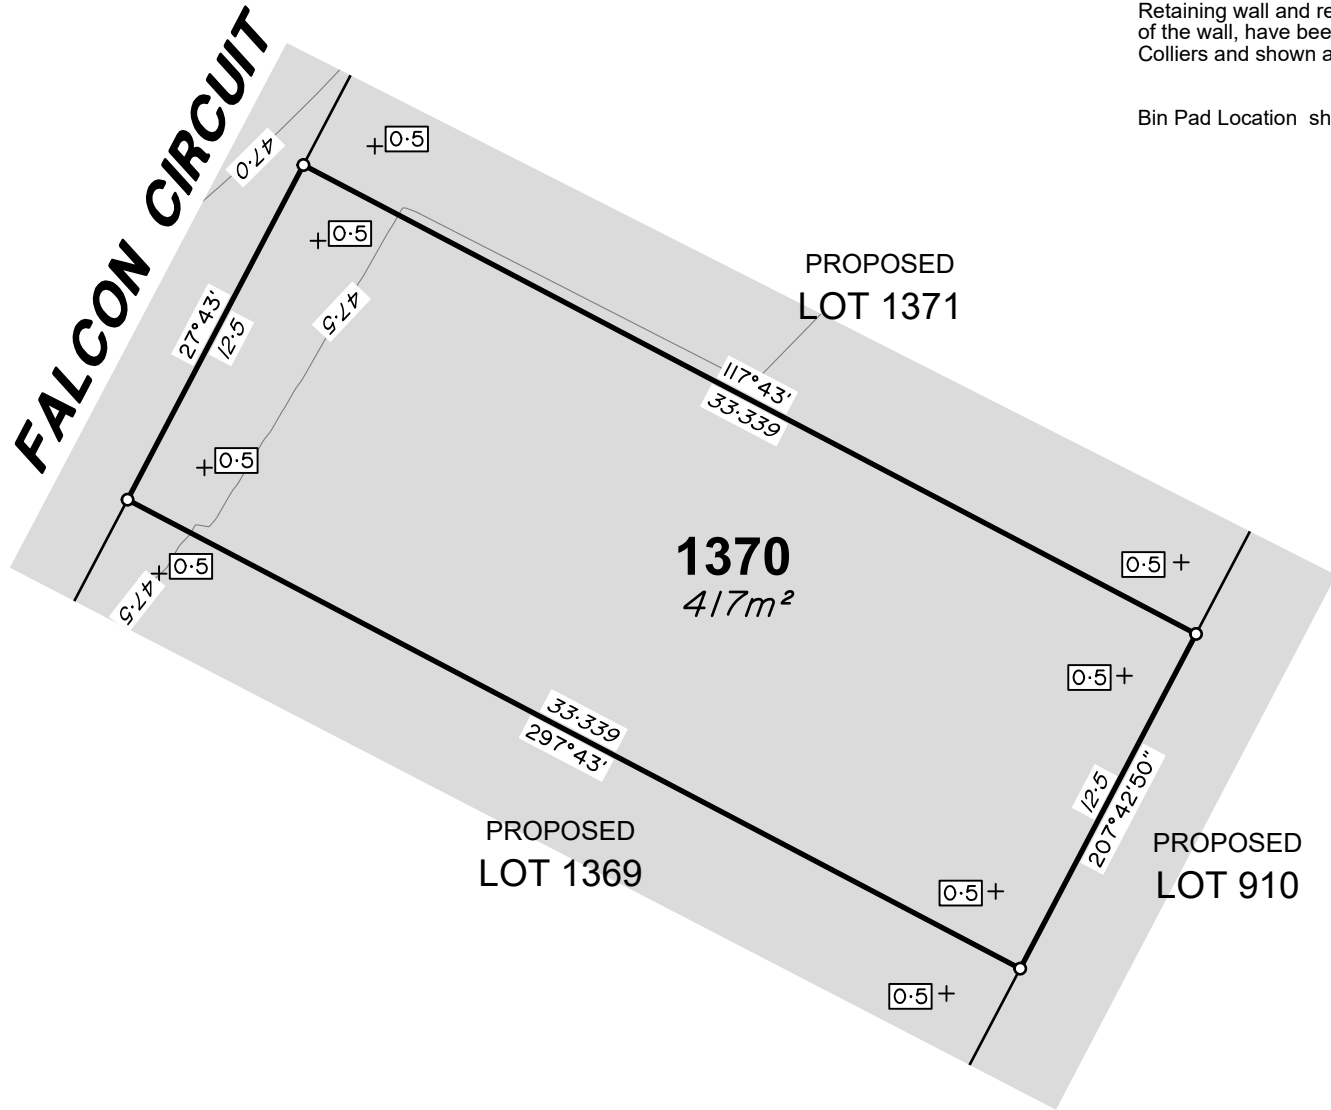 Retaining wall and re
of the wall, have bee
Colliers and shown a
Bin Pad Location sh
FALCON CIRCUIT
47·0
0·5
0·5
47·5
27°43'
12·5
PROPOSED
LOT 1371
117°43'
33·339
0·5
0·5
47·5
1370
417m²
0·5
0·5
33·339
297°43'
12·5
207°42'50"
PROPOSED
LOT 1369
PROPOSED
LOT 910
0·5
0·5